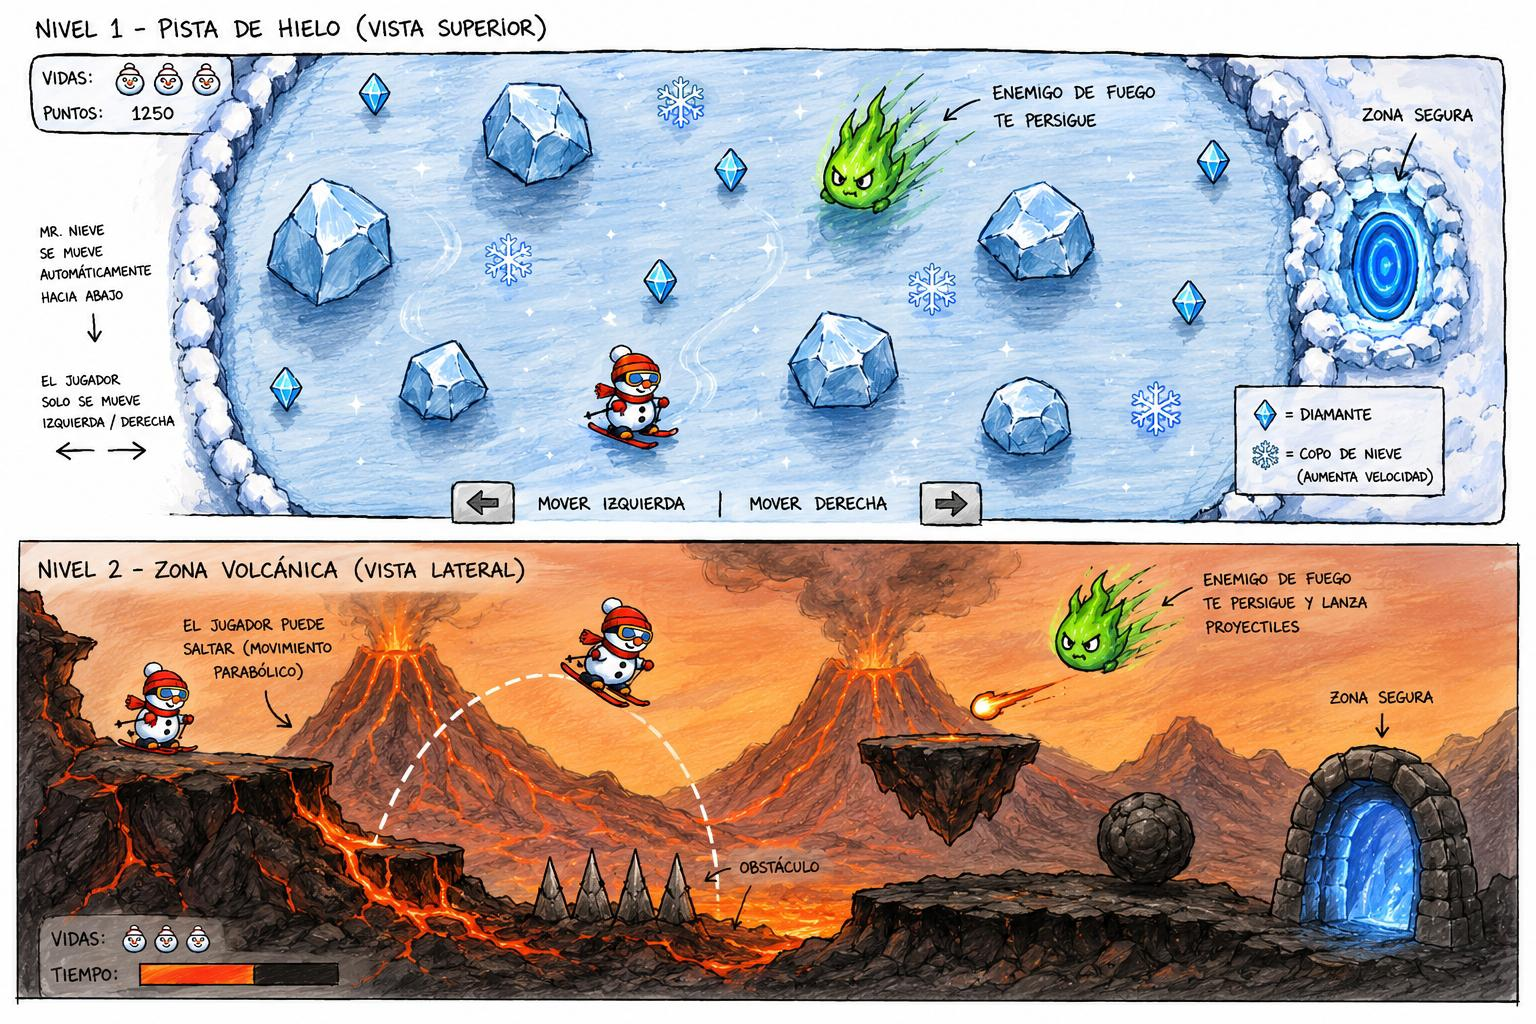 NIVEL 1 - PISTA DE HIELO (VISTA SUPERIOR)
VIDAS:
PUNTOS: 1250
ENEMIGO DE FUEGO
TE PERSIGUE
ZONA SEGURA
MR. NIEVE
SE MUEVE
AUTOMÁTICAMENTE
HACIA ABAJO
EL JUGADOR
SOLO SE MUEVE
IZQUIERDA / DERECHA
= DIAMANTE
= COPO DE NIEVE
(AUMENTA VELOCIDAD)
MOVER IZQUIERDA | MOVER DERECHA
NIVEL 2 - ZONA VOLCÁNICA (VISTA LATERAL)
EL JUGADOR PUEDE
SALTAR (MOVIMIENTO
PARABÓLICO)
ENEMIGO DE FUEGO
TE PERSIGUE Y LANZA
PROYECTILES
ZONA SEGURA
OBSTÁCULO
VIDAS:
TIEMPO: